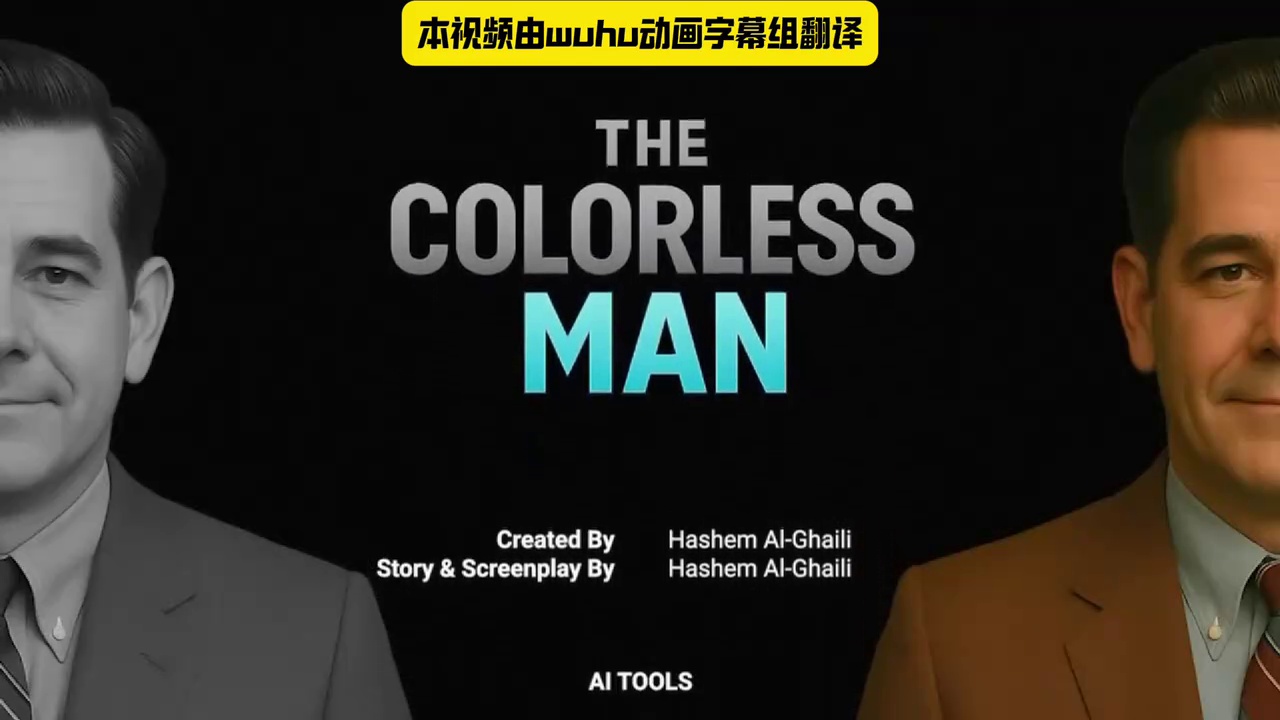 本视频由wuhu动画字幕组翻译
THE
COLORLESS
MAN
Created By Hashem Al-Ghaili
Story & Screenplay By Hashem Al-Ghaili
AI TOOLS